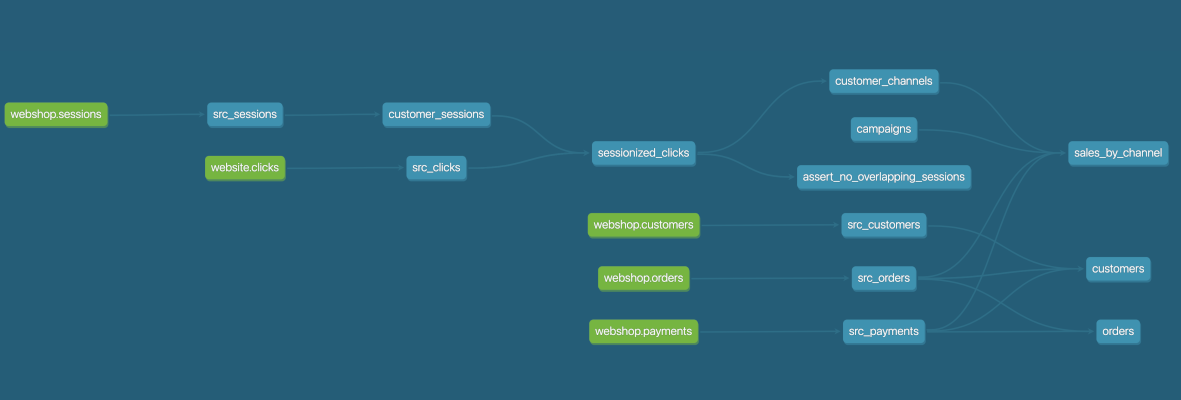 customer_channels
webshop.sessions
src_sessions
customer_sessions
campaigns
sessionized_clicks
sales_by_channel
website.clicks
src_clicks
assert_no_overlapping_sessions
webshop.customers
src_customers
customers
webshop.orders
src_orders
webshop.payments
src_payments
orders